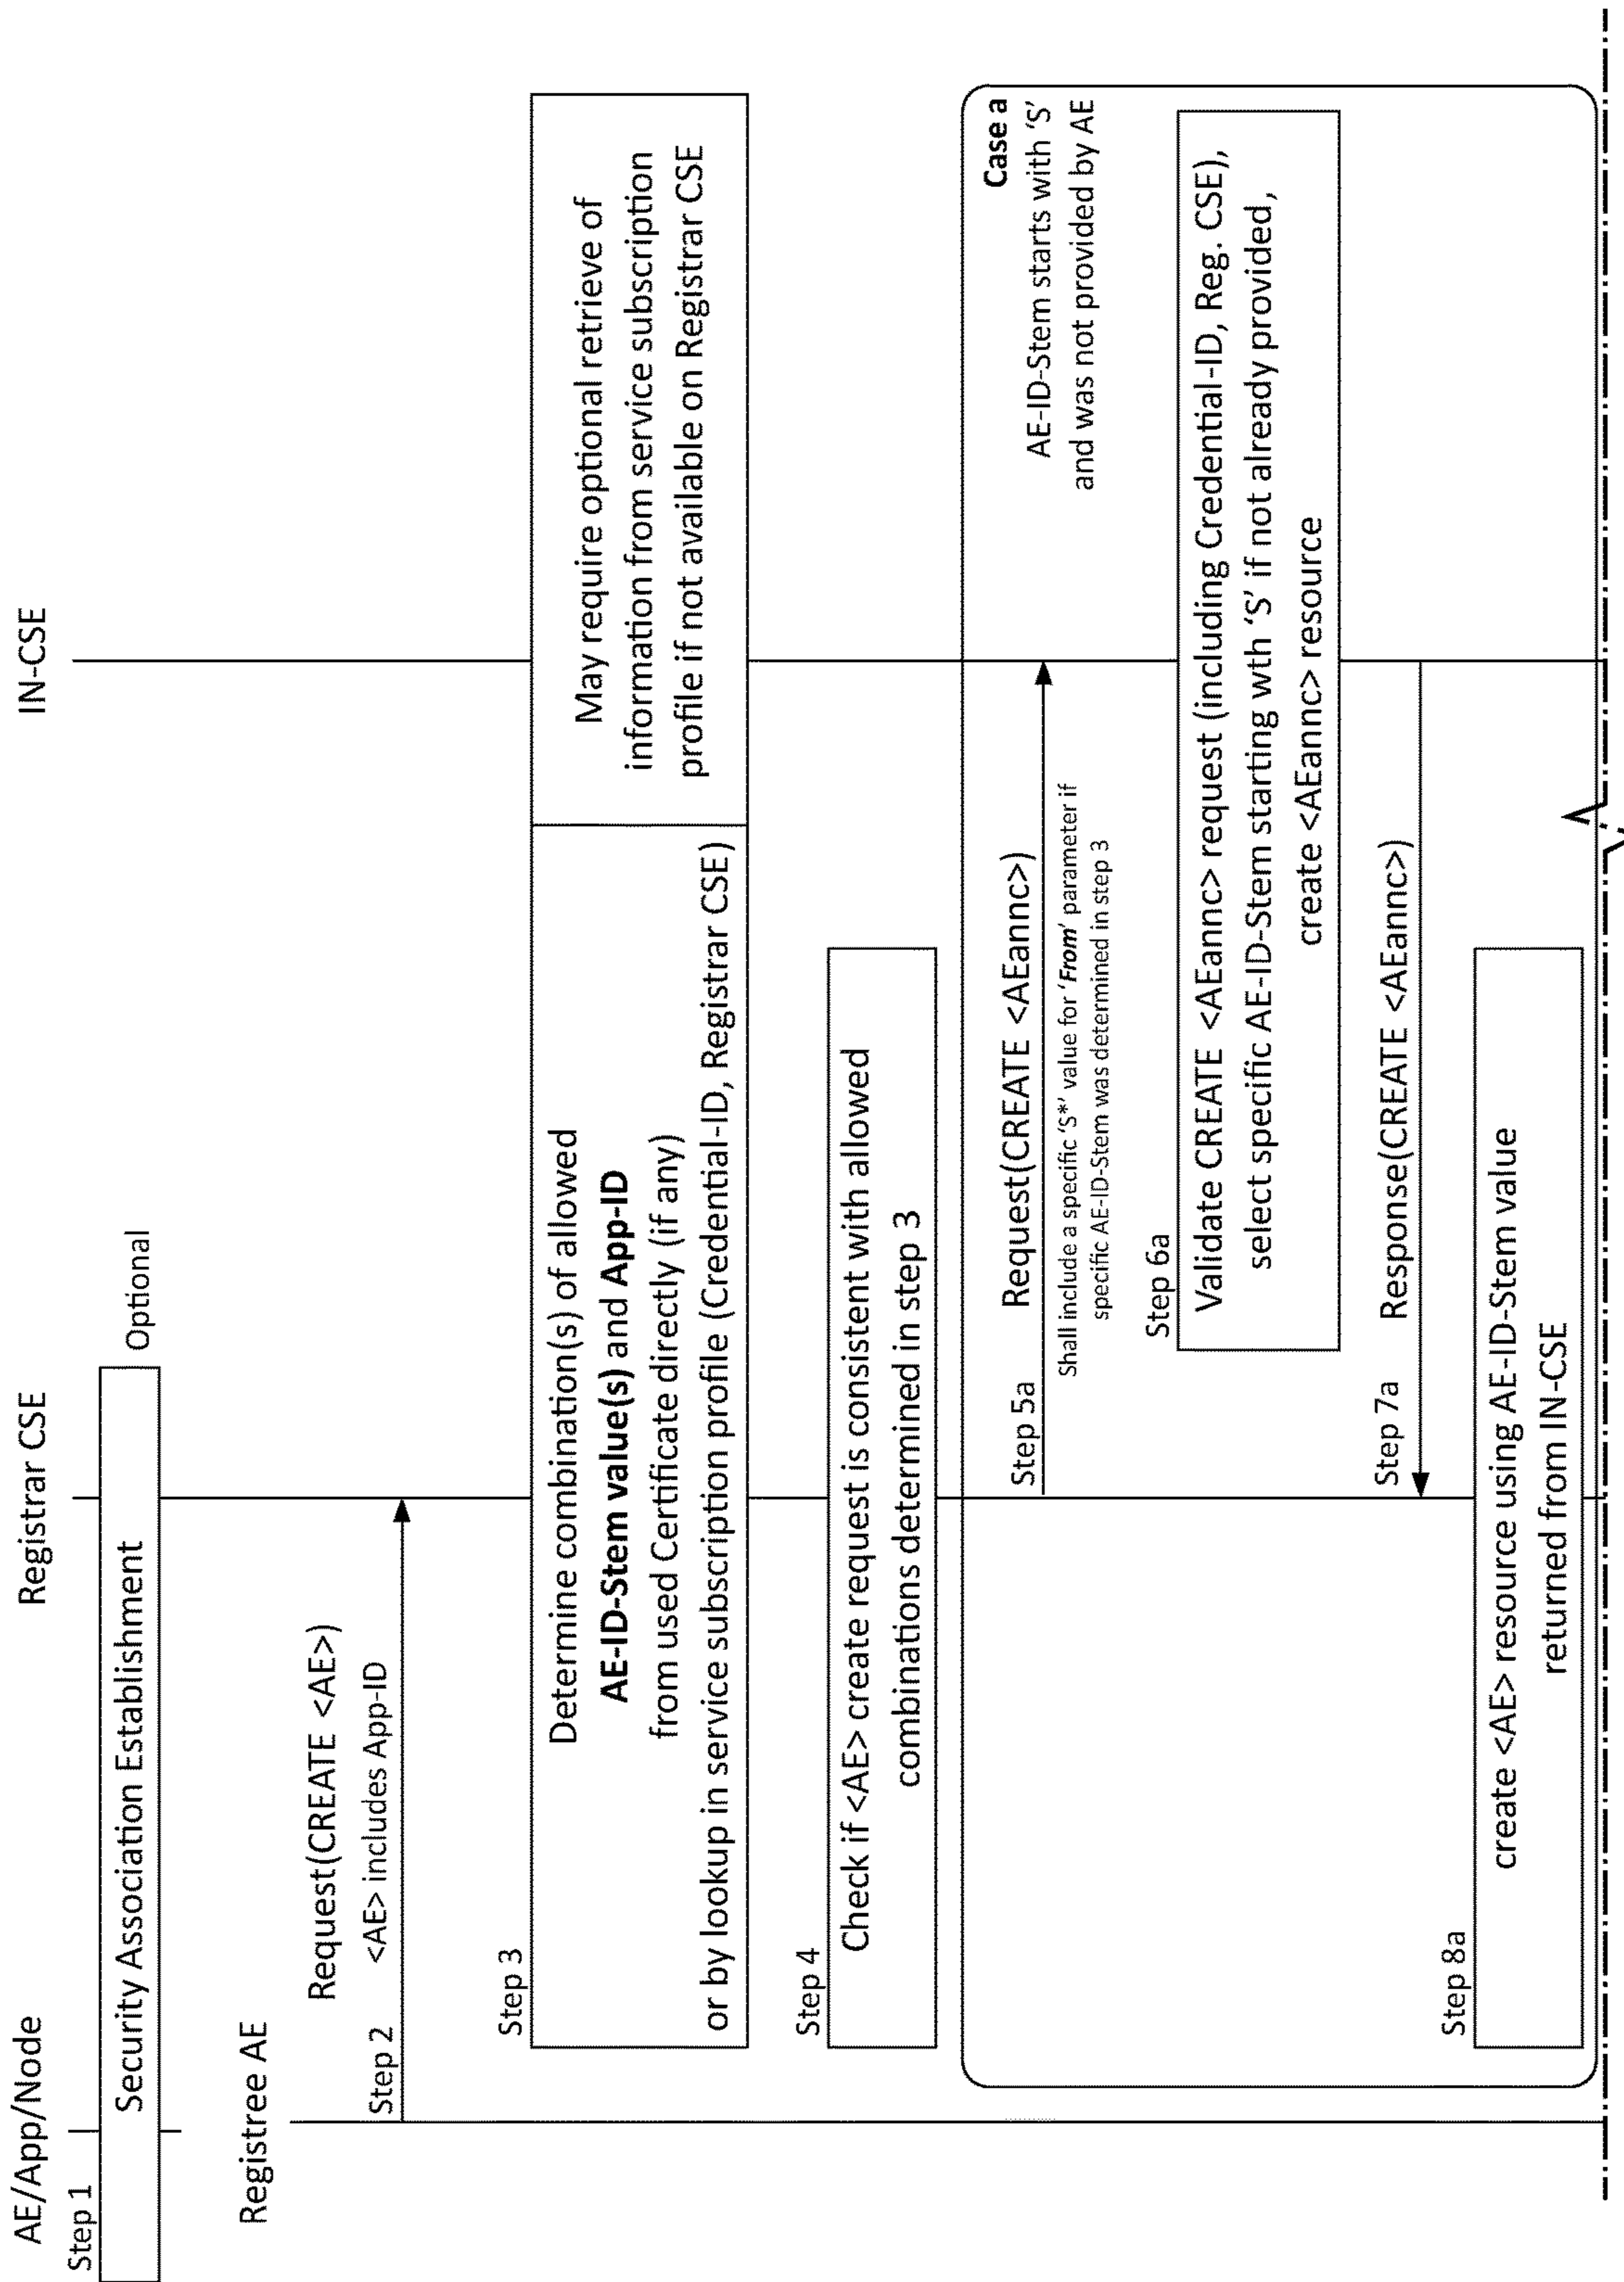 AE/App/Node
Registrar CSE
IN-CSE
Step 1
Security Association Establishment
Optional
Registree AE
Request(CREATE <AE>)
Step 2
<AE> includes App-ID
Step 3
Determine combination(s) of allowed
AE-ID-Stem value(s) and App-ID
from used Certificate directly (if any)
or by lookup in service subscription profile (Credential-ID, Registrar CSE)
May require optional retrieve of
information from service subscription
profile if not available on Registrar CSE
Step 4
Check if <AE> create request is consistent with allowed
combinations determined in step 3
Case a
AE-ID-Stem starts with ‘S’
and was not provided by AE
Step 5a
Request(CREATE <AEannc>)
Shall include a specific ‘S*’ value for ‘From’ parameter if
specific AE-ID-Stem was determined in step 3
Step 6a
Validate CREATE <AEannc> request (including Credential-ID, Reg. CSE),
select specific AE-ID-Stem starting wth ‘S’ if not already provided,
create <AEannc> resource
Step 7a
Response(CREATE <AEannc>)
Step 8a
create <AE> resource using AE-ID-Stem value
returned from IN-CSE